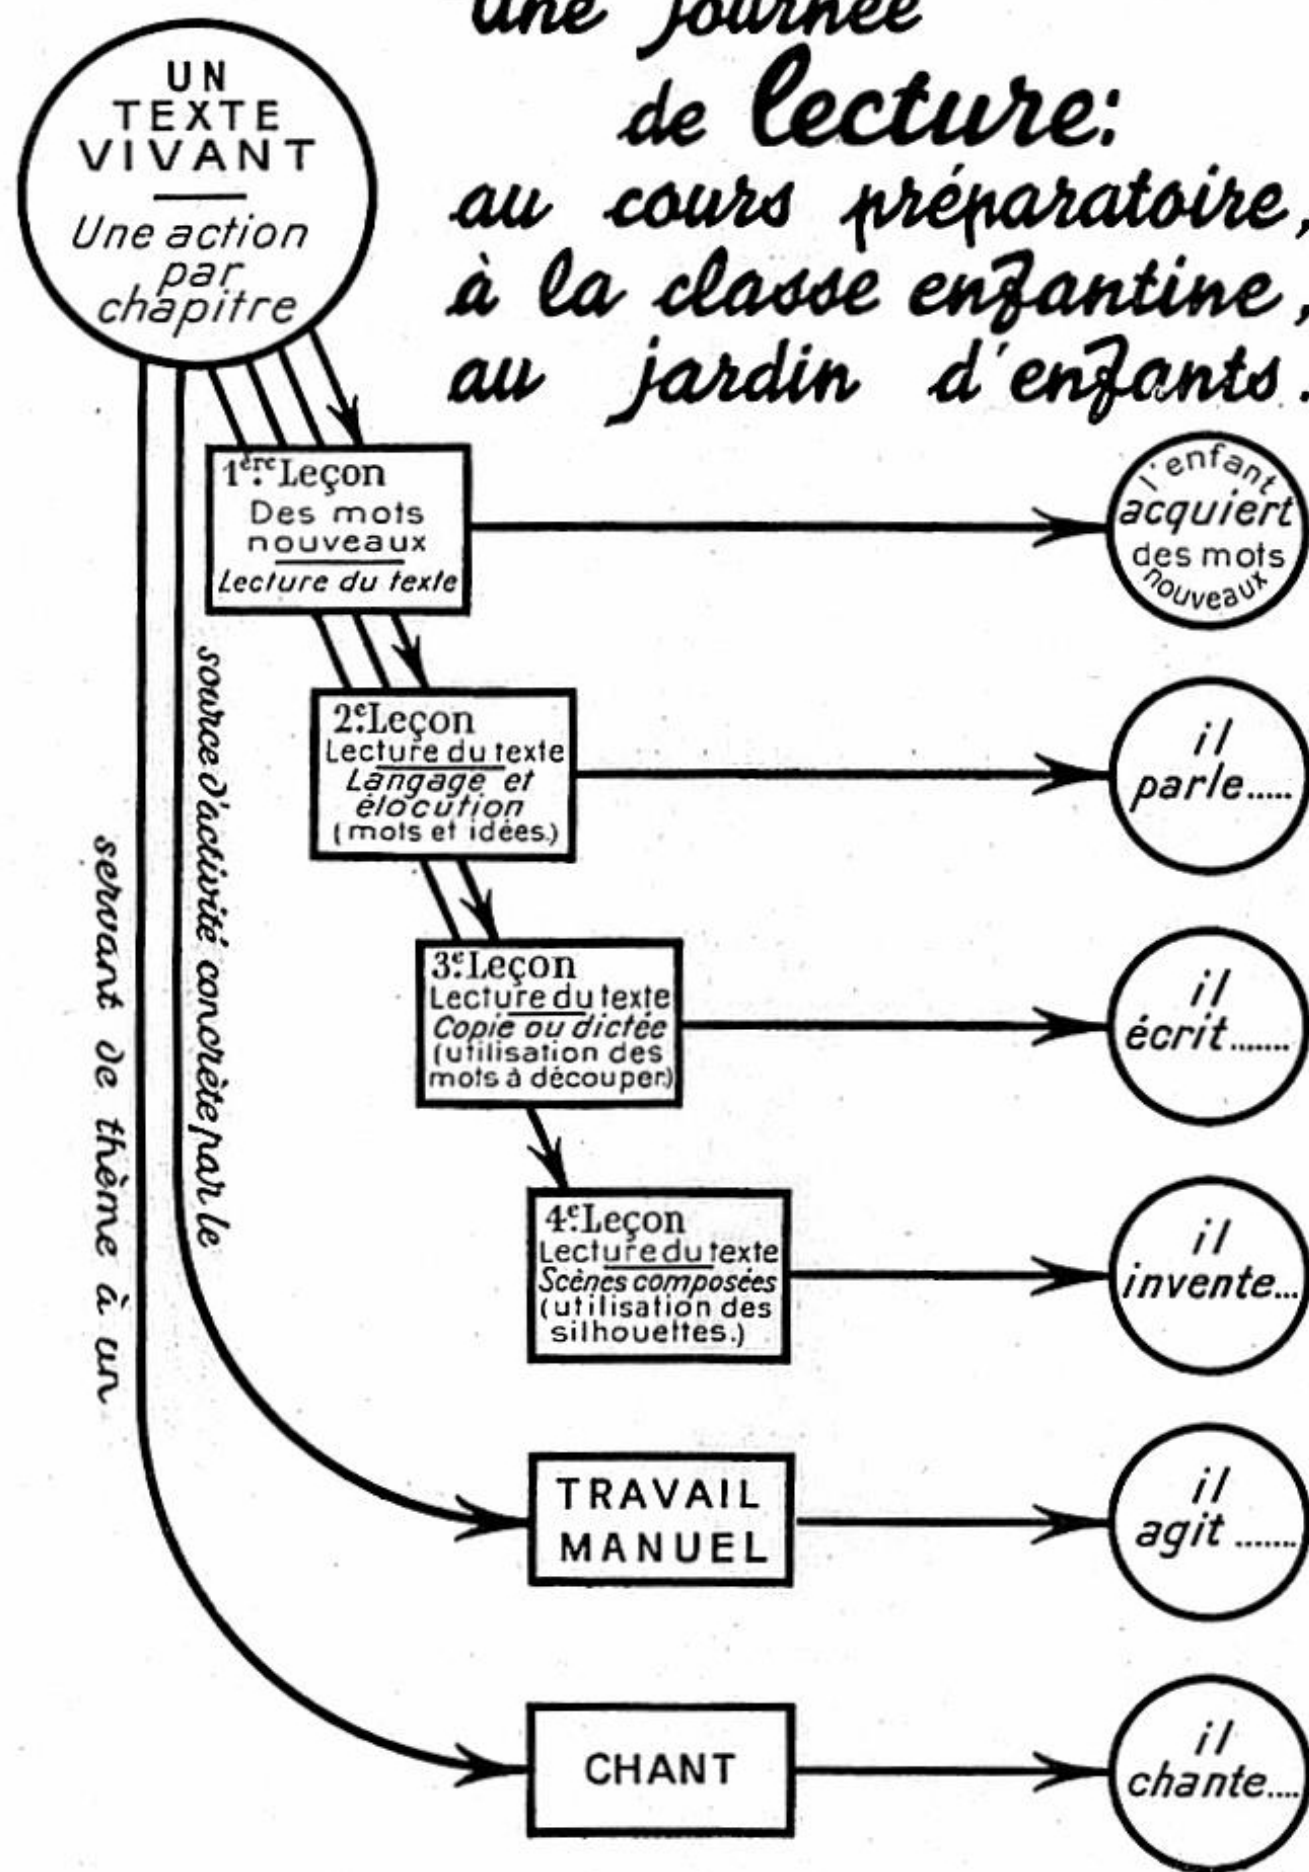 Une journée
de lecture:
au cours préparatoire,
à la classe enfantine,
au jardin d'enfants.
UN
TEXTE
VIVANT
Une action
par
chapitre
1ère Leçon
Des mots
nouveaux
Lecture du texte
l'enfant
acquiert
des mots
nouveaux
2e Leçon
Lecture du texte
Langage et
élocution
(mots et idées.)
il
parle.....
3e Leçon
Lecture du texte
Copie ou dictée
(utilisation des
mots à découper.)
il
écrit.......
4e Leçon
Lecture du texte
Scènes composées
(utilisation des
silhouettes.)
il
invente...
source d'activité concrète par le
TRAVAIL
MANUEL
il
agit.......
servant de thème à un
CHANT
il
chante....